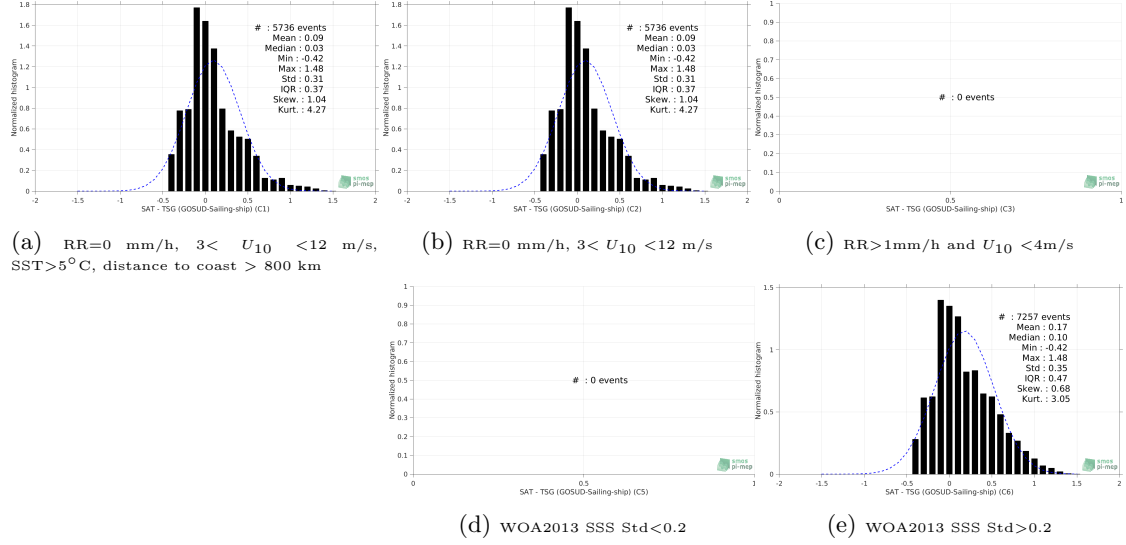 1.8
1.6
1.4
1.2
1
0.8
0.6
0.4
0.2
0
Normalized histogram
# : 5736 events
Mean : 0.09
Median : 0.03
Min : -0.42
Max : 1.48
Std : 0.31
IQR : 0.37
Skew. : 1.04
Kurt. : 4.27
smos
pi-mep
-2 -1.5 -1 -0.5 0 0.5 1 1.5 2
SAT - TSG (GOSUD-Sailing-ship) (C1)
(a) RR=0 mm/h, 3< U10 <12 m/s,
SST>5°C, distance to coast > 800 km
1.8
1.6
1.4
1.2
1
0.8
0.6
0.4
0.2
0
Normalized histogram
# : 5736 events
Mean : 0.09
Median : 0.03
Min : -0.42
Max : 1.48
Std : 0.31
IQR : 0.37
Skew. : 1.04
Kurt. : 4.27
smos
pi-mep
-2 -1.5 -1 -0.5 0 0.5 1 1.5 2
SAT - TSG (GOSUD-Sailing-ship) (C2)
(b) RR=0 mm/h, 3< U10 <12 m/s
1
0.9
0.8
0.7
0.6
0.5
0.4
0.3
0.2
0.1
0
Normalized histogram
# : 0 events
smos
pi-mep
0 0.5 1
SAT - TSG (GOSUD-Sailing-ship) (C3)
(c) RR>1mm/h and U10 <4m/s
1
0.9
0.8
0.7
0.6
0.5
0.4
0.3
0.2
0.1
0
Normalized histogram
# : 0 events
smos
pi-mep
0 0.5 1
SAT - TSG (GOSUD-Sailing-ship) (C5)
(d) WOA2013 SSS Std<0.2
1.5
1
0.5
0
Normalized histogram
# : 7257 events
Mean : 0.17
Median : 0.10
Min : -0.42
Max : 1.48
Std : 0.35
IQR : 0.47
Skew. : 0.68
Kurt. : 3.05
smos
pi-mep
-2 -1.5 -1 -0.5 0 0.5 1 1.5 2
SAT - TSG (GOSUD-Sailing-ship) (C6)
(e) WOA2013 SSS Std>0.2